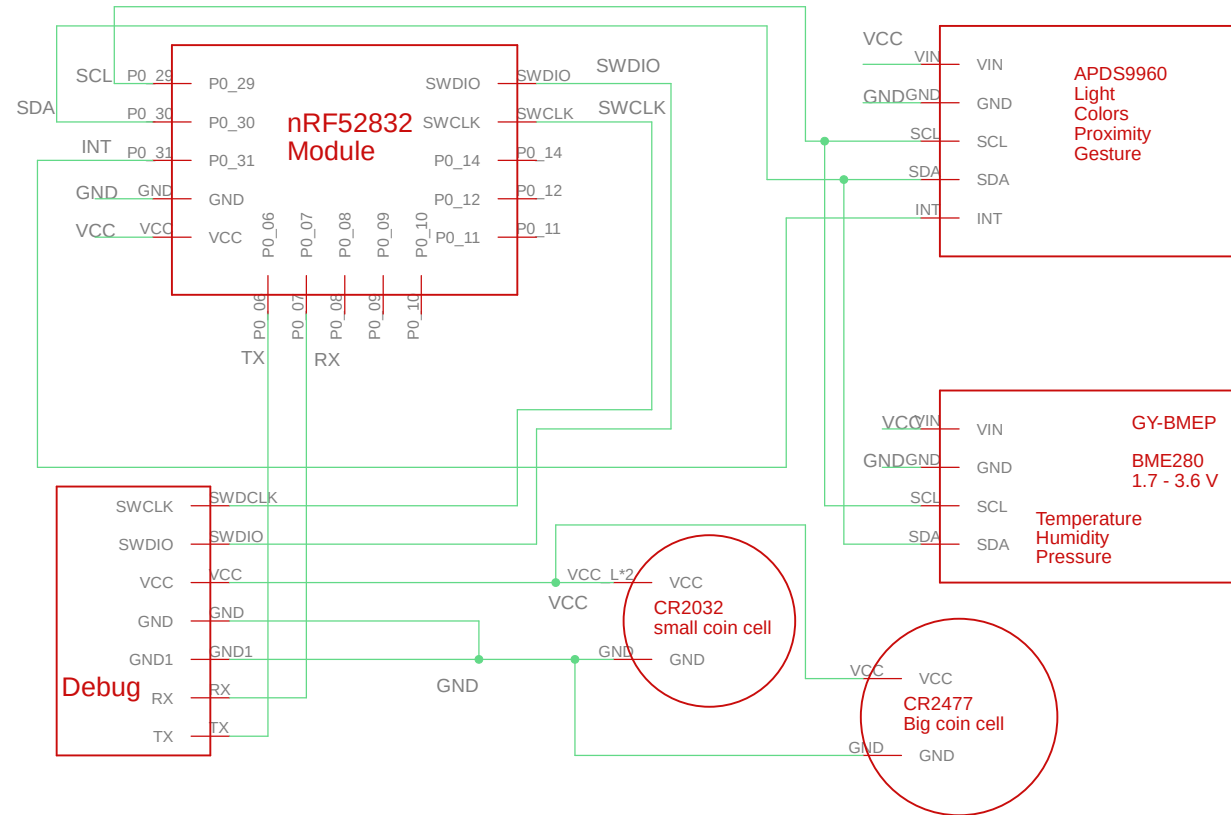 SCL
P0_29
P0_29
SDA
P0_30
P0_30
INT
P0_31
P0_31
GND
GND
GND
VCC
VCC
VCC
nRF52832
Module
SWDIO
SWDIO
SWDIO
SWCLK
SWCLK
SWCLK
P0_14
P0_14
P0_12
P0_12
P0_11
P0_11
P0_06
P0_07
P0_08
P0_09
P0_10
P0_06
P0_07
P0_08
P0_09
P0_10
TX
RX
VCC
VIN
VIN
GND
GND
GND
SCL
SCL
SDA
SDA
INT
INT
APDS9960
Light
Colors
Proximity
Gesture
VCC
VIN
VIN
GND
GND
GND
SCL
SCL
SDA
SDA
GY-BMEP
BME280
1.7 - 3.6 V
Temperature
Humidity
Pressure
SWCLK
SWDCLK
SWDIO
SWDIO
VCC
VCC
GND
GND
GND1
GND1
RX
RX
TX
TX
Debug
VCC
GND
VCC L*2
VCC
CR2032
small coin cell
GND
GND
VCC
VCC
CR2477
Big coin cell
GND
GND